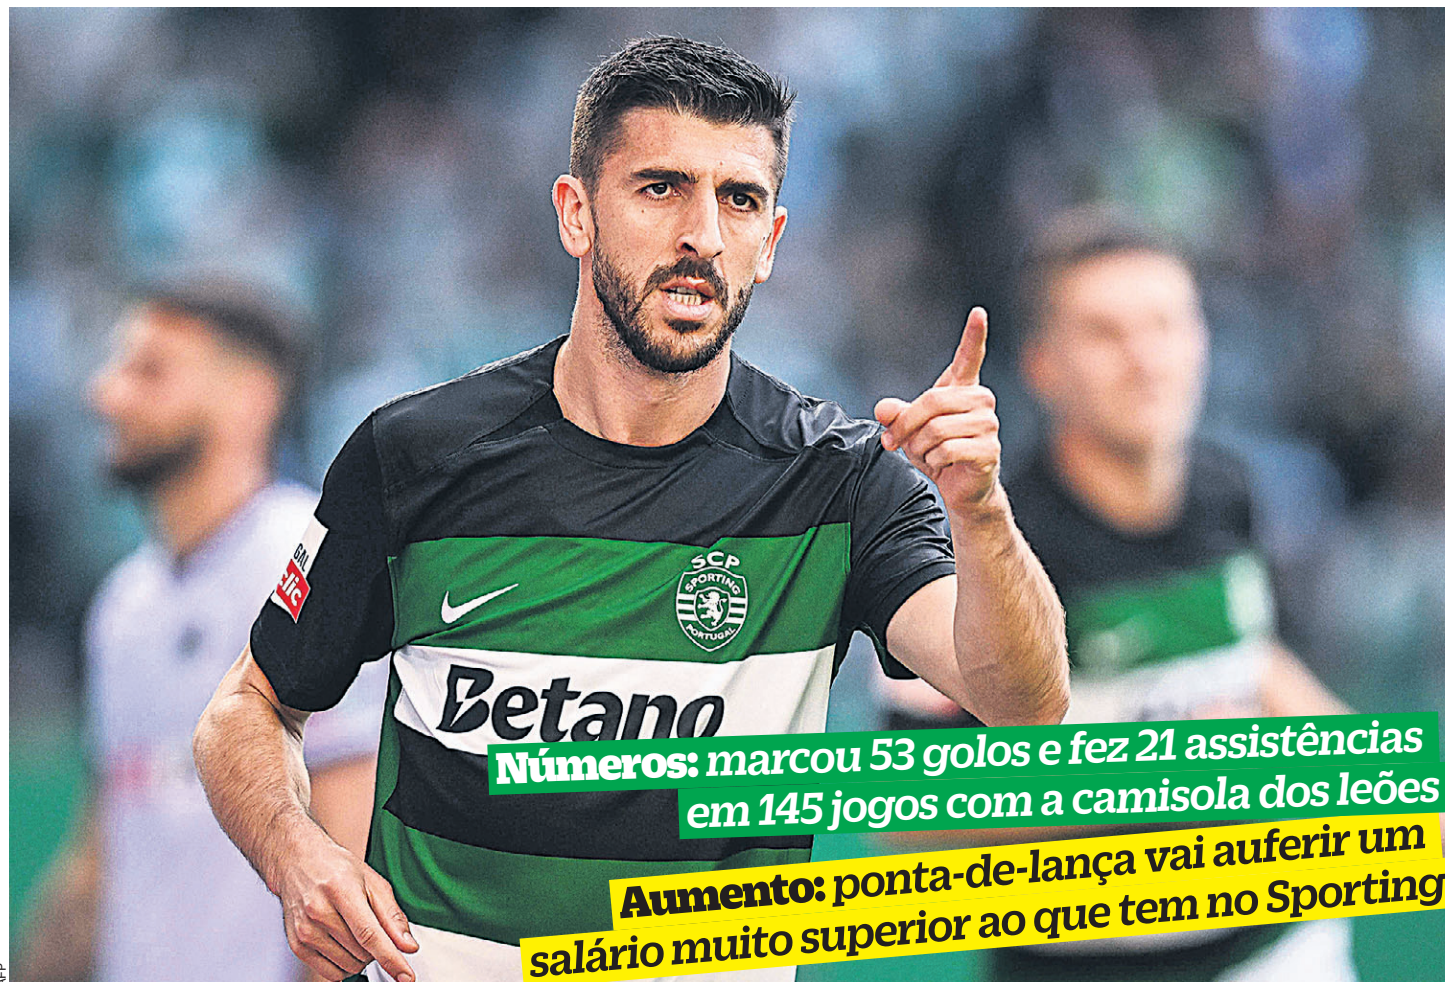 GAL
SCP
SPORTING
PORTUGAL
Betano
Números: marcou 53 golos e fez 21 assistências
em 145 jogos com a camisola dos leões
Aumento: ponta-de-lança vai auferir um
salário muito superior ao que tem no Sporting